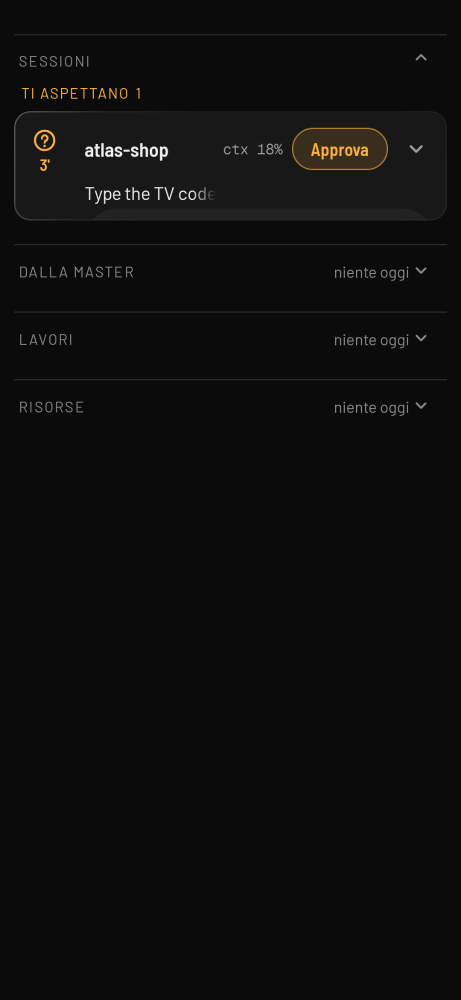 SESSIONI
TI ASPETTANO 1
3'
atlas-shop
ctx 18%
Approva
Type the TV code
DALLA MASTER
niente oggi
LAVORI
niente oggi
RISORSE
niente oggi